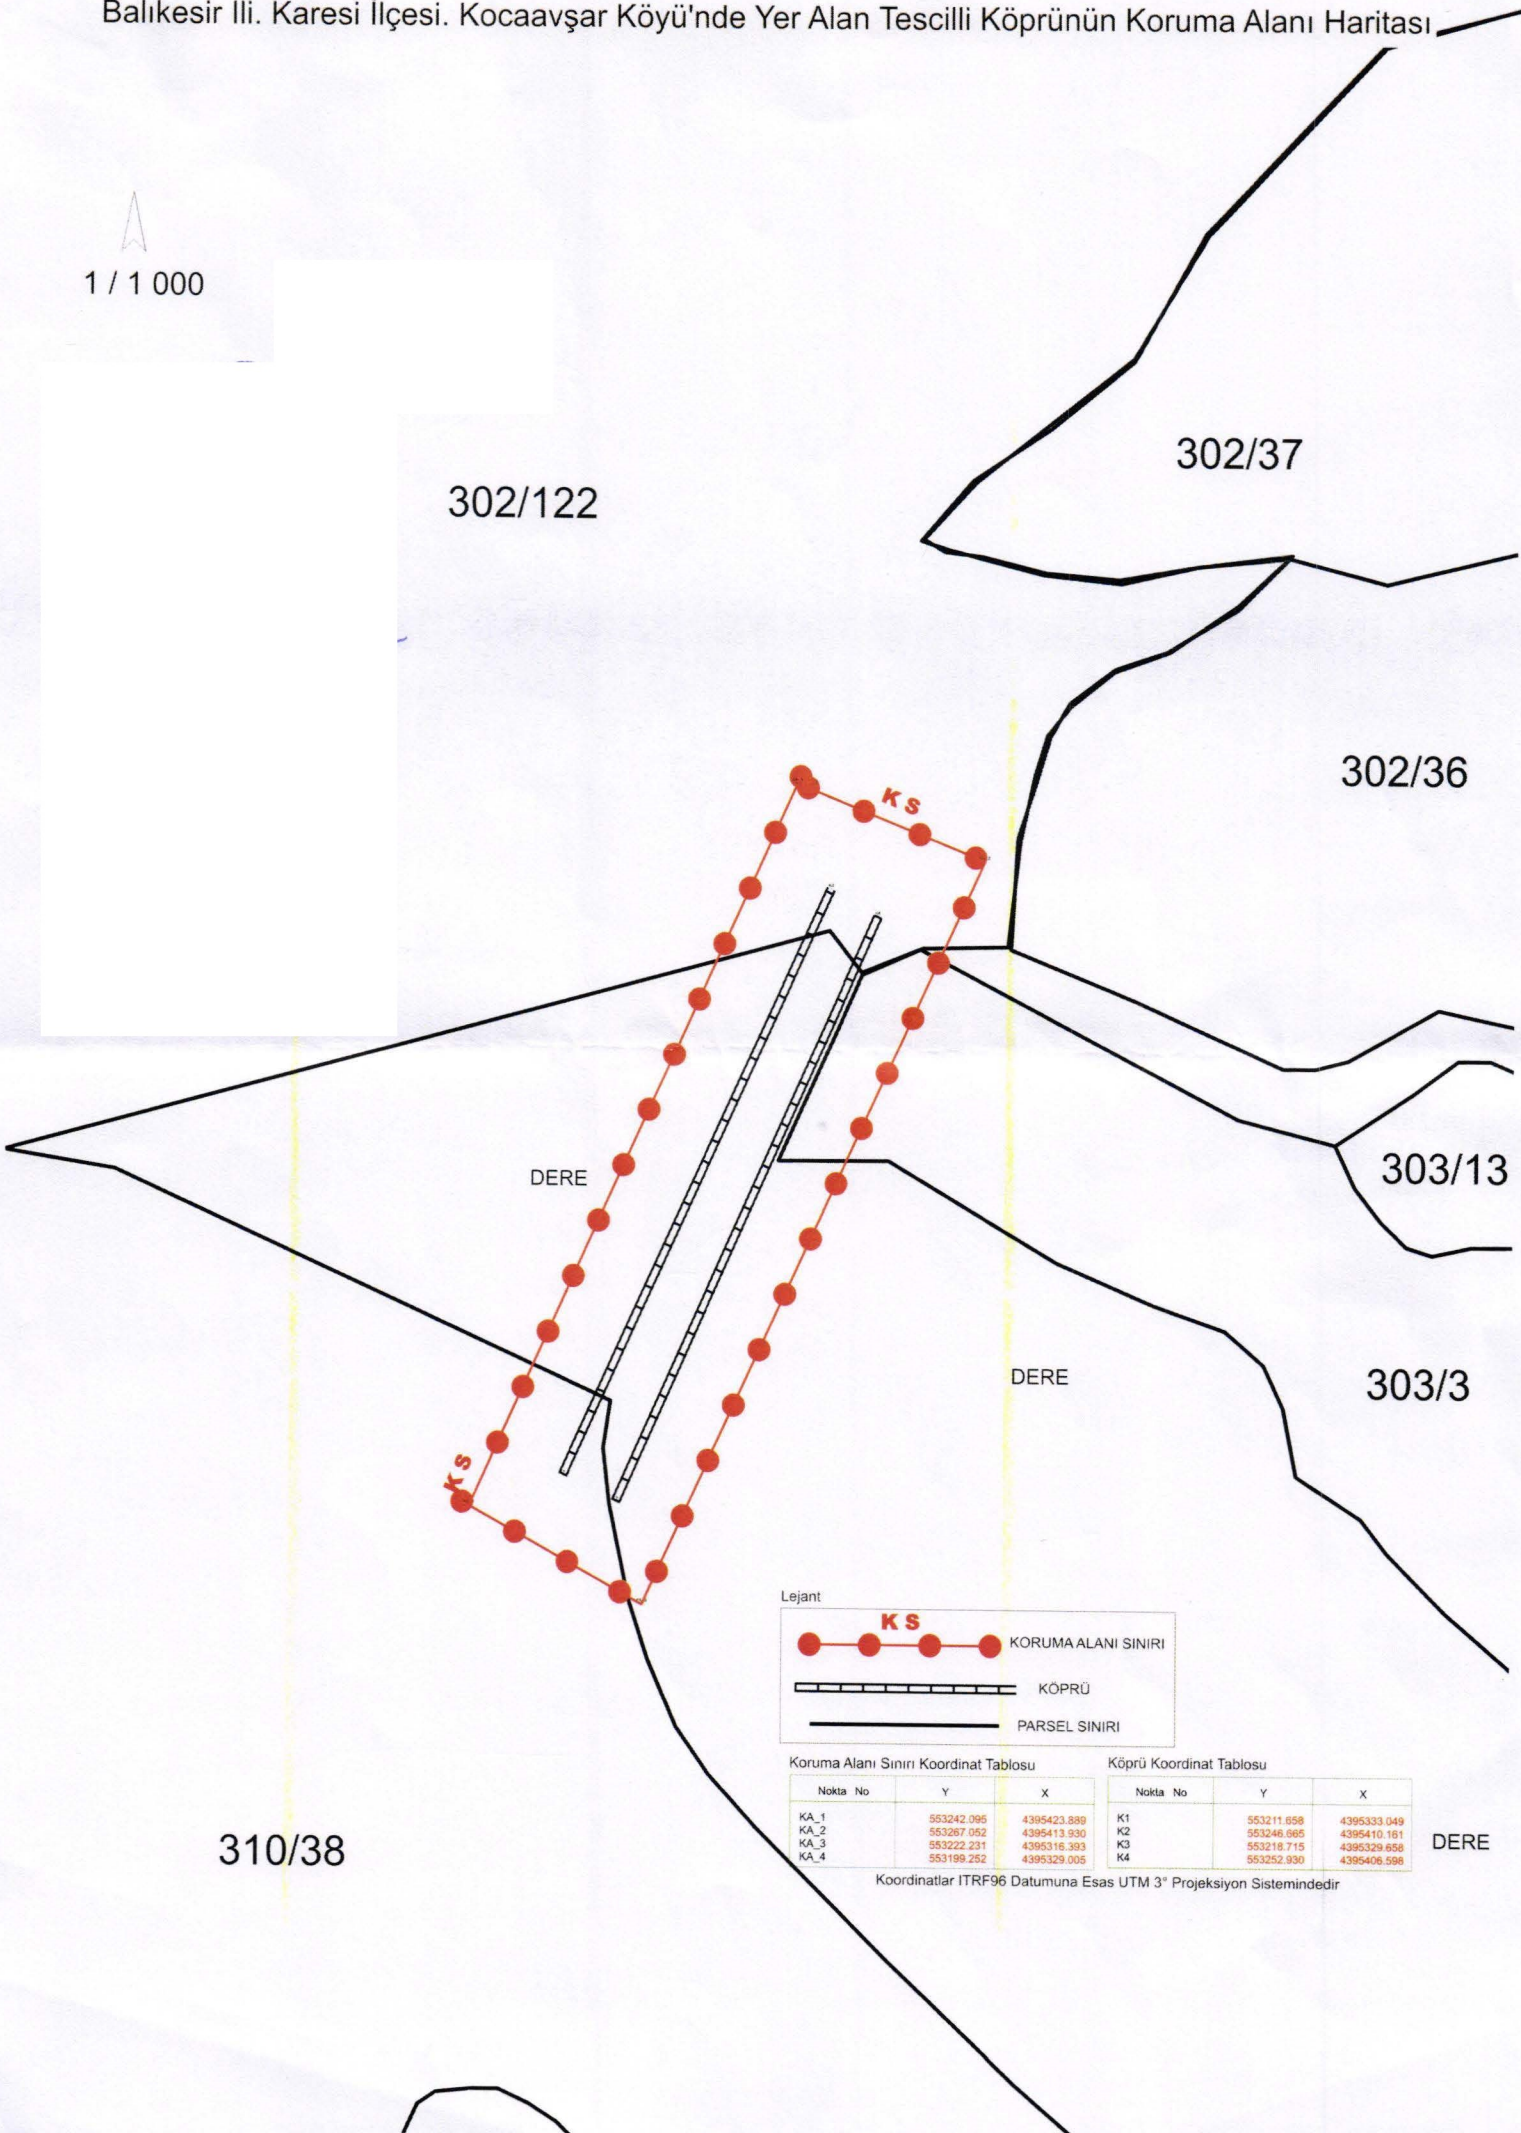 Balıkesir İli. Karesi İlçesi. Kocaavşar Köyü'nde Yer Alan Tescilli Köprünün Koruma Alanı Haritası
1 / 1 000
302/37
302/122
302/36
K S
303/13
DERE
DERE
303/3
K S
Lejant
K S
KORUMA ALANI SINIRI
KÖPRÜ
PARSEL SINIRI
Koruma Alanı Sınırı Koordinat Tablosu
Nokta No Y X
KA_1 553242.095 4395423.889
KA_2 553267.052 4395413.930
KA_3 553222.231 4395316.393
KA_4 553199.252 4395329.005
Köprü Koordinat Tablosu
Nokta No Y X
K1 553211.658 4395333.049
K2 553246.665 4395410.161
K3 553218.715 4395329.658
K4 553252.930 4395406.598
DERE
310/38
Koordinatlar ITRF96 Datumuna Esas UTM 3° Projeksiyon Sistemindedir